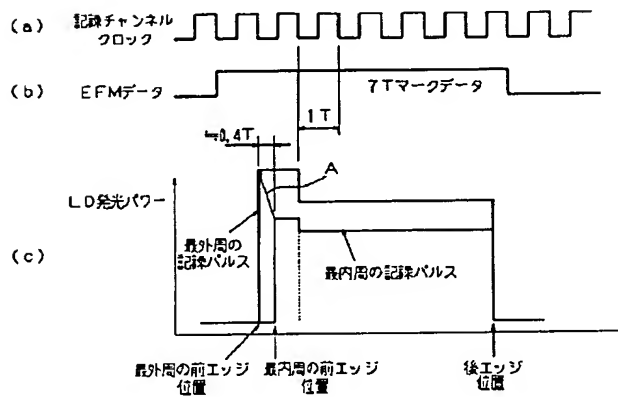 (a) 記録チャンネル
クロック
(b) EFMデータ
7Tマークデータ
1T
≒0.4T
A
LD発光パワー
最外周の
記録パルス
(c)
最内周の記録パルス
最外周の前エッジ
位置
最内周の前エッジ
位置
後エッジ
位置